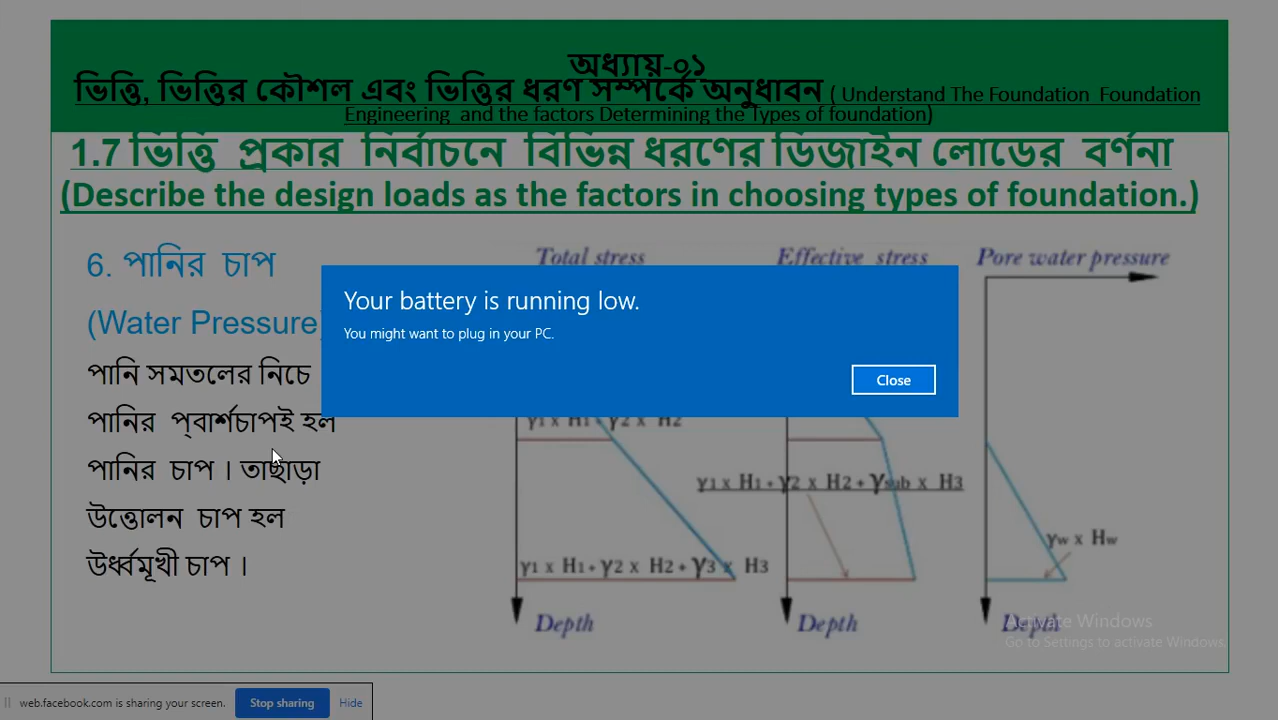 অধ্যায়-০১
ভিত্তি, ভিত্তির কৌশল এবং ভিত্তির ধরণ সম্পর্কে অনুধাবন ( Understand The Foundation Foundation
Engineering and the factors Determining the Types of foundation)
1.7 ভিত্তি প্রকার নির্বাচনে বিভিন্ন ধরণের ডিজাইন লোডের বর্ণনা
(Describe the design loads as the factors in choosing types of foundation.)
6. পানির চাপ
(Water Pressure)
পানি সমতলের নিচে
পানির প্বার্শচাপই হল
পানির চাপ । তাছাড়া
উত্তোলন চাপ হল
উর্ধ্বমূখী চাপ ।
Total stress
Effective stress
Pore water pressure
Your battery is running low.
You might want to plug in your PC.
Close
γ1 x H1 + γ2 x H2
γ1 x H1 + γ2 x H2 + γsub x H3
γw x Hw
γ1 x H1 + γ2 x H2 + γ3 x H3
Depth
Depth
Depth
Activate Windows
Go to Settings to activate Windows.
web.facebook.com is sharing your screen.
Stop sharing
Hide